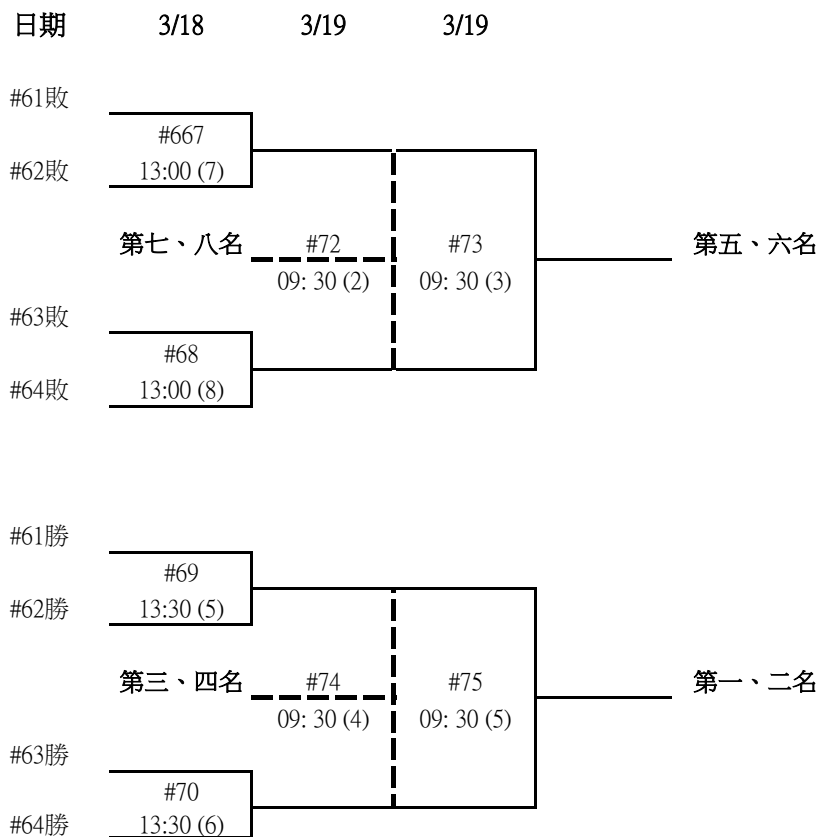 日期 3/18 3/19 3/19
#61敗
#667
#62敗 13:00 (7)
第七、八名 #72 #73 第五、六名
09: 30 (2) 09: 30 (3)
#63敗
#68
#64敗 13:00 (8)
#61勝
#69
#62勝 13:30 (5)
第三、四名 #74 #75 第一、二名
09: 30 (4) 09: 30 (5)
#63勝
#70
#64勝 13:30 (6)